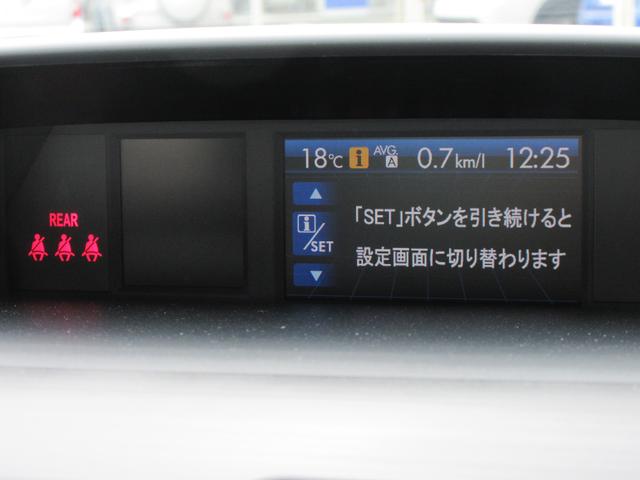 18℃ i AVG. A 0.7km/l 12:25
REAR
i/SET
「SET」ボタンを引き続けると
設定画面に切り替わります